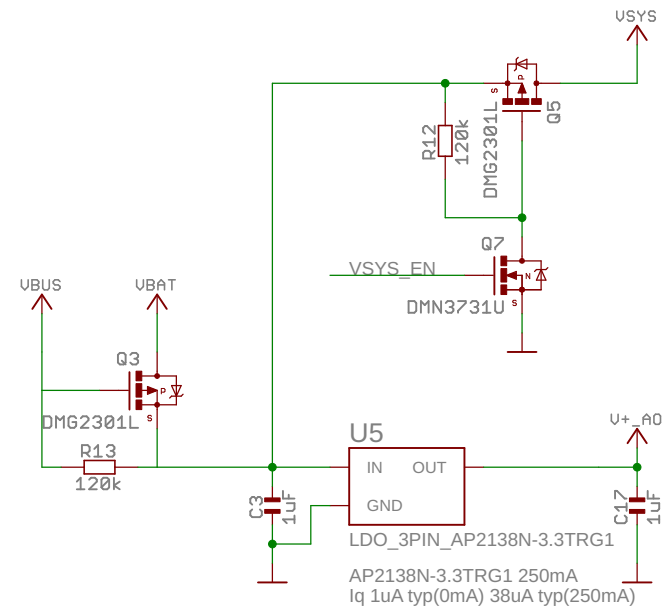 VSYS
P
S
Q5
R12
120k
DMG2301L
Q7
VSYS_EN
N
S
DMN3731U
VBUS
VBAT
Q3
P
S
DMG2301L
R13
120k
U5
IN
OUT
GND
V+_AO
C3
1uF
C17
1uF
LDO_3PIN_AP2138N-3.3TRG1
AP2138N-3.3TRG1 250mA
Iq 1uA typ(0mA) 38uA typ(250mA)